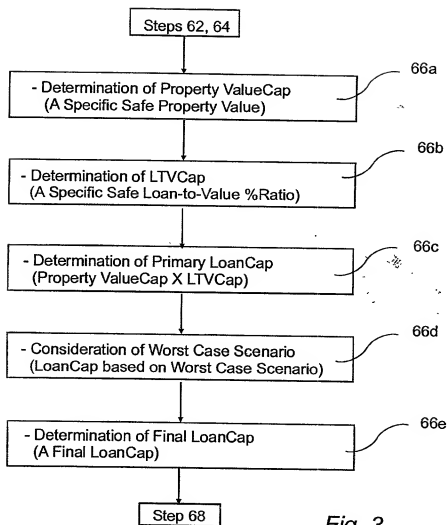 Steps 62, 64
66a
- Determination of Property ValueCap
(A Specific Safe Property Value)
66b
- Determination of LTVCap
(A Specific Safe Loan-to-Value %Ratio)
66c
- Determination of Primary LoanCap
(Property ValueCap X LTVCap)
66d
- Consideration of Worst Case Scenario
(LoanCap based on Worst Case Scenario)
66e
- Determination of Final LoanCap
(A Final LoanCap)
Step 68